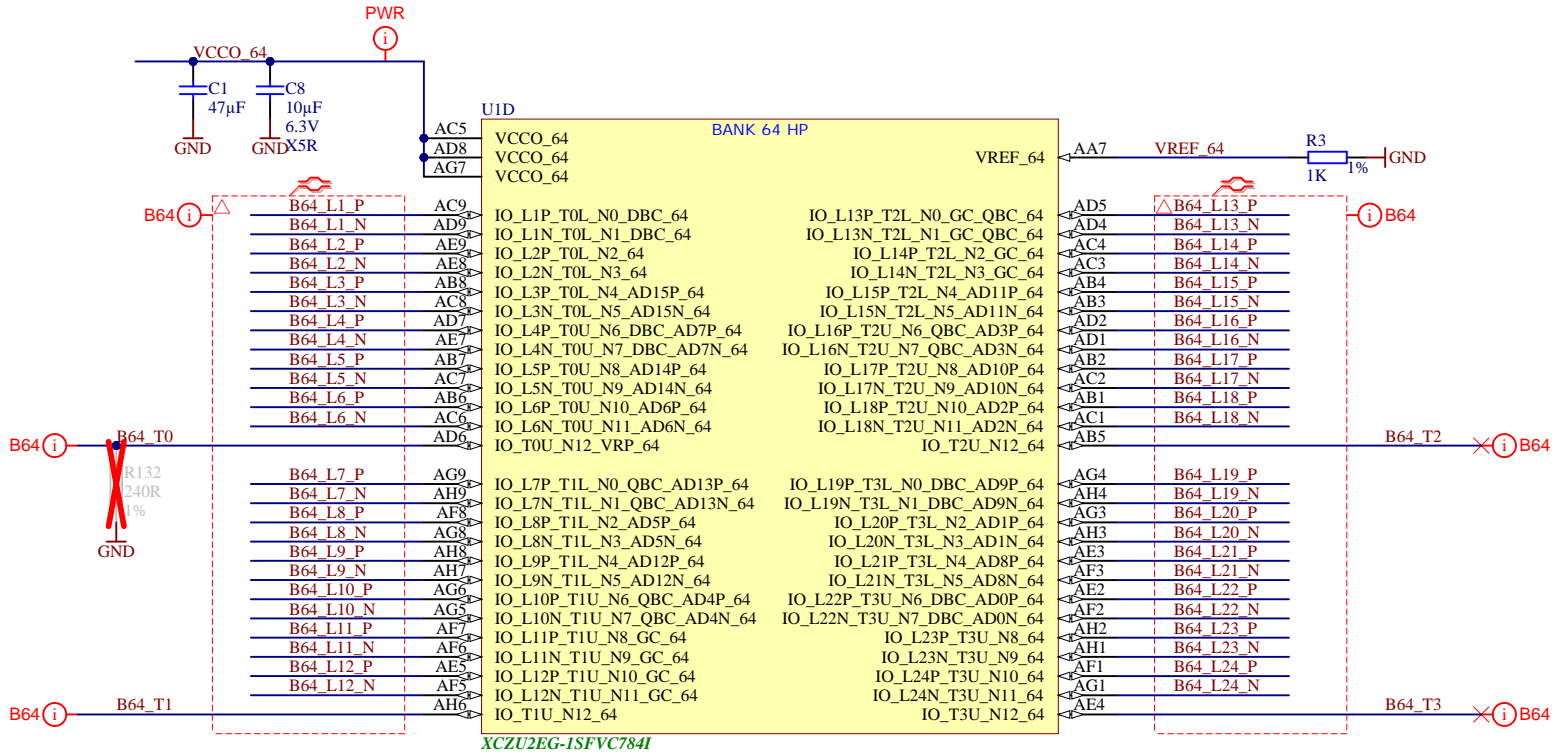 PWR
i
VCCO_64
C1
47µF
GND
C8
10µF
6.3V
X5R
GND
U1D
BANK 64 HP
AC5 VCCO_64
AD8 VCCO_64
AG7 VCCO_64
VREF_64 AA7 VREF_64
R3
1K
1%
GND
B64 i
i B64
B64_L1_P AC9 IO_L1P_T0L_N0_DBC_64 IO_L13P_T2L_N0_GC_QBC_64 AD5 B64_L13_P
B64_L1_N AD9 IO_L1N_T0L_N1_DBC_64 IO_L13N_T2L_N1_GC_QBC_64 AD4 B64_L13_N
B64_L2_P AE9 IO_L2P_T0L_N2_64 IO_L14P_T2L_N2_GC_64 AC4 B64_L14_P
B64_L2_N AE8 IO_L2N_T0L_N3_64 IO_L14N_T2L_N3_GC_64 AC3 B64_L14_N
B64_L3_P AB8 IO_L3P_T0L_N4_AD15P_64 IO_L15P_T2L_N4_AD11P_64 AB4 B64_L15_P
B64_L3_N AC8 IO_L3N_T0L_N5_AD15N_64 IO_L15N_T2L_N5_AD11N_64 AB3 B64_L15_N
B64_L4_P AD7 IO_L4P_T0U_N6_DBC_AD7P_64 IO_L16P_T2U_N6_QBC_AD3P_64 AD2 B64_L16_P
B64_L4_N AE7 IO_L4N_T0U_N7_DBC_AD7N_64 IO_L16N_T2U_N7_QBC_AD3N_64 AD1 B64_L16_N
B64_L5_P AB7 IO_L5P_T0U_N8_AD14P_64 IO_L17P_T2U_N8_AD10P_64 AB2 B64_L17_P
B64_L5_N AC7 IO_L5N_T0U_N9_AD14N_64 IO_L17N_T2U_N9_AD10N_64 AC2 B64_L17_N
B64_L6_P AB6 IO_L6P_T0U_N10_AD6P_64 IO_L18P_T2U_N10_AD2P_64 AB1 B64_L18_P
B64_L6_N AC6 IO_L6N_T0U_N11_AD6N_64 IO_L18N_T2U_N11_AD2N_64 AC1 B64_L18_N
B64 i B64_T0 AD6 IO_T0U_N12_VRP_64 IO_T2U_N12_64 AB5 B64_T2 i B64
R132
240R
1%
GND
B64_L7_P AG9 IO_L7P_T1L_N0_QBC_AD13P_64 IO_L19P_T3L_N0_DBC_AD9P_64 AG4 B64_L19_P
B64_L7_N AH9 IO_L7N_T1L_N1_QBC_AD13N_64 IO_L19N_T3L_N1_DBC_AD9N_64 AH4 B64_L19_N
B64_L8_P AF8 IO_L8P_T1L_N2_AD5P_64 IO_L20P_T3L_N2_AD1P_64 AG3 B64_L20_P
B64_L8_N AG8 IO_L8N_T1L_N3_AD5N_64 IO_L20N_T3L_N3_AD1N_64 AH3 B64_L20_N
B64_L9_P AH8 IO_L9P_T1L_N4_AD12P_64 IO_L21P_T3L_N4_AD8P_64 AE3 B64_L21_P
B64_L9_N AH7 IO_L9N_T1L_N5_AD12N_64 IO_L21N_T3L_N5_AD8N_64 AF3 B64_L21_N
B64_L10_P AG6 IO_L10P_T1U_N6_QBC_AD4P_64 IO_L22P_T3U_N6_DBC_AD0P_64 AE2 B64_L22_P
B64_L10_N AG5 IO_L10N_T1U_N7_QBC_AD4N_64 IO_L22N_T3U_N7_DBC_AD0N_64 AF2 B64_L22_N
B64_L11_P AF7 IO_L11P_T1U_N8_GC_64 IO_L23P_T3U_N8_64 AH2 B64_L23_P
B64_L11_N AF6 IO_L11N_T1U_N9_GC_64 IO_L23N_T3U_N9_64 AH1 B64_L23_N
B64_L12_P AE5 IO_L12P_T1U_N10_GC_64 IO_L24P_T3U_N10_64 AF1 B64_L24_P
B64_L12_N AF5 IO_L12N_T1U_N11_GC_64 IO_L24N_T3U_N11_64 AG1 B64_L24_N
B64 i B64_T1 AH6 IO_T1U_N12_64 IO_T3U_N12_64 AE4 B64_T3 i B64
XCZU2EG-1SFVC784I